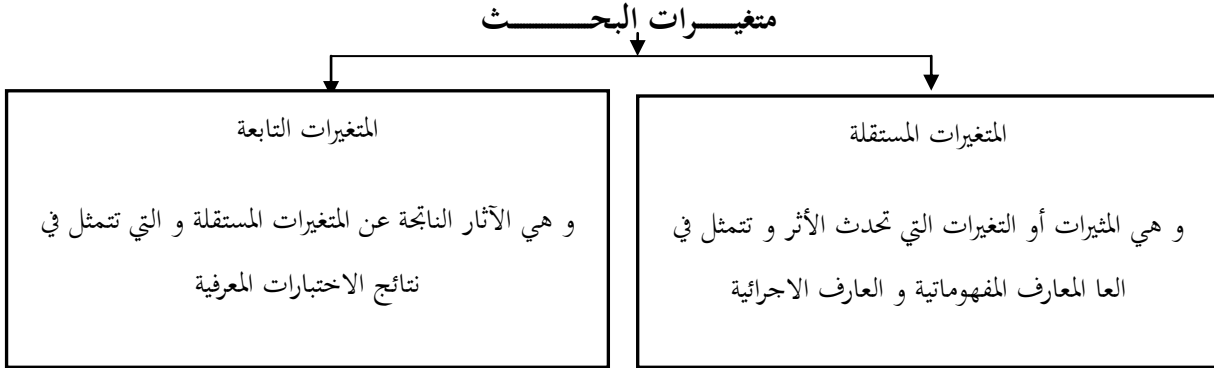 متغيـــرات البحـــــث
المتغيرات المستقلة
و هي المثيرات أو التغيرات التي تحدث الأثر و تتمثل في
العا المعارف المفهوماتية و العارف الاجرائية
المتغيرات التابعة
و هي الآثار الناتجة عن المتغيرات المستقلة و التي تتمثل في
نتائج الاختبارات المعرفية